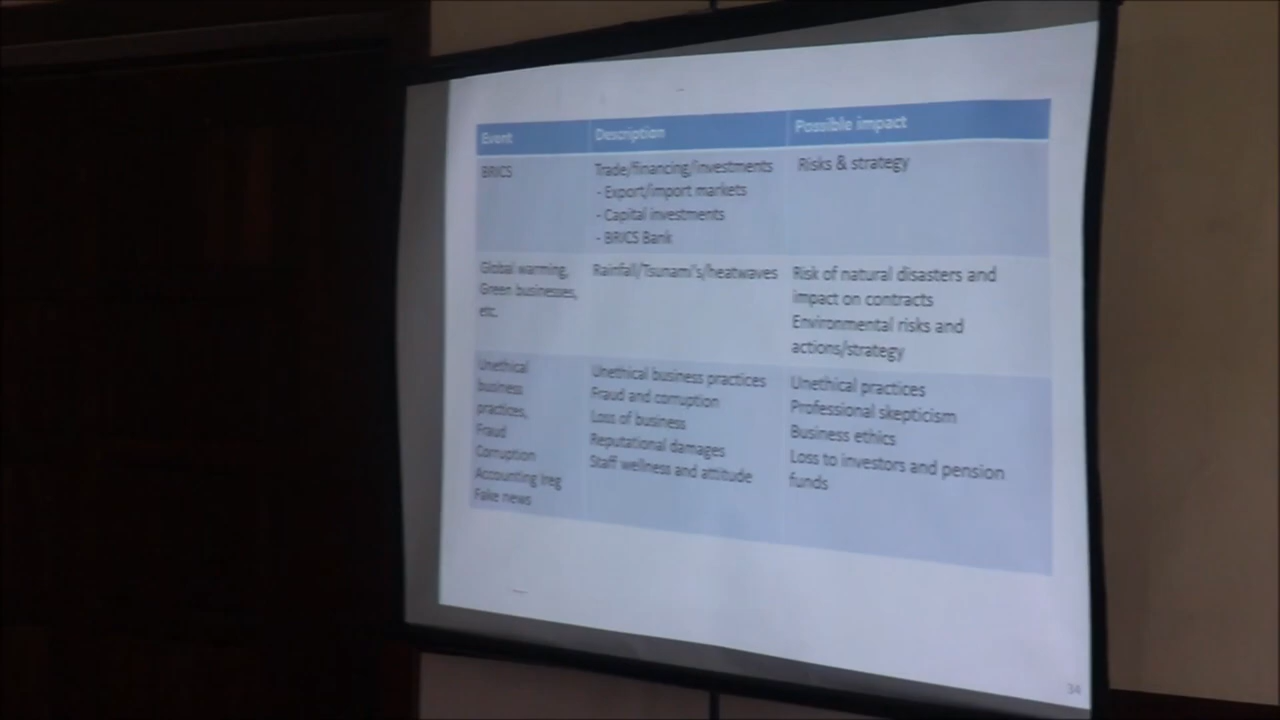 Event
Description
Possible impact
BRICS
Trade/financing/investments
- Export/import markets
- Capital investments
- BRICS Bank
Risks & strategy
Global warming,
Green businesses,
etc.
Rainfall/Tsunami's/heatwaves
Risk of natural disasters and
impact on contracts
Environmental risks and
actions/strategy
Unethical
business
practices,
Fraud
Corruption
Accounting ireg
Fake news
Unethical business practices
Fraud and corruption
Loss of business
Reputational damages
Staff wellness and attitude
Unethical practices
Professional skepticism
Business ethics
Loss to investors and pension
funds
34